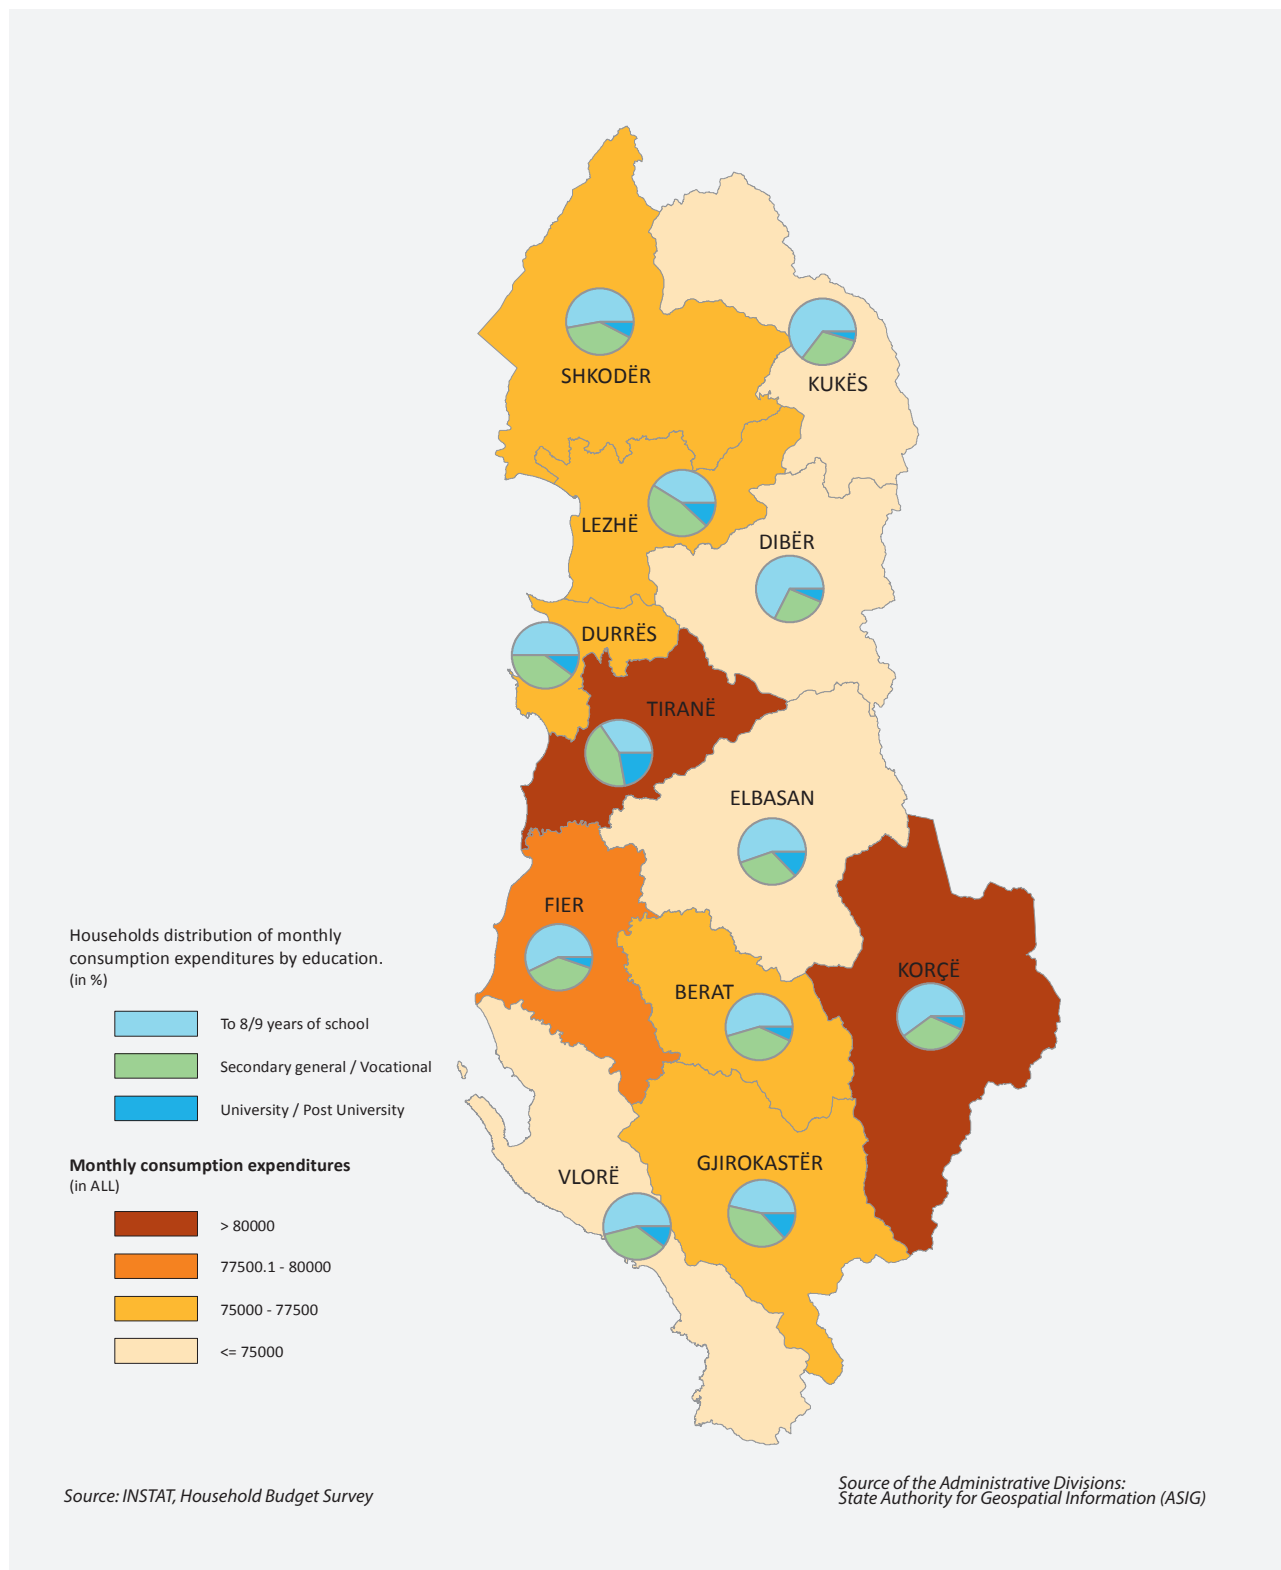 SHKODËR
KUKËS
LEZHË
DIBËR
DURRËS
TIRANË
ELBASAN
FIER
KORÇË
BERAT
GJIROKASTËR
VLORË
Households distribution of monthly
consumption expenditures by education.
(in %)
To 8/9 years of school
Secondary general / Vocational
University / Post University
Monthly consumption expenditures
(in ALL)
> 80000
77500.1 - 80000
75000 - 77500
<= 75000
Source: INSTAT, Household Budget Survey
Source of the Administrative Divisions:
State Authority for Geospatial Information (ASIG)